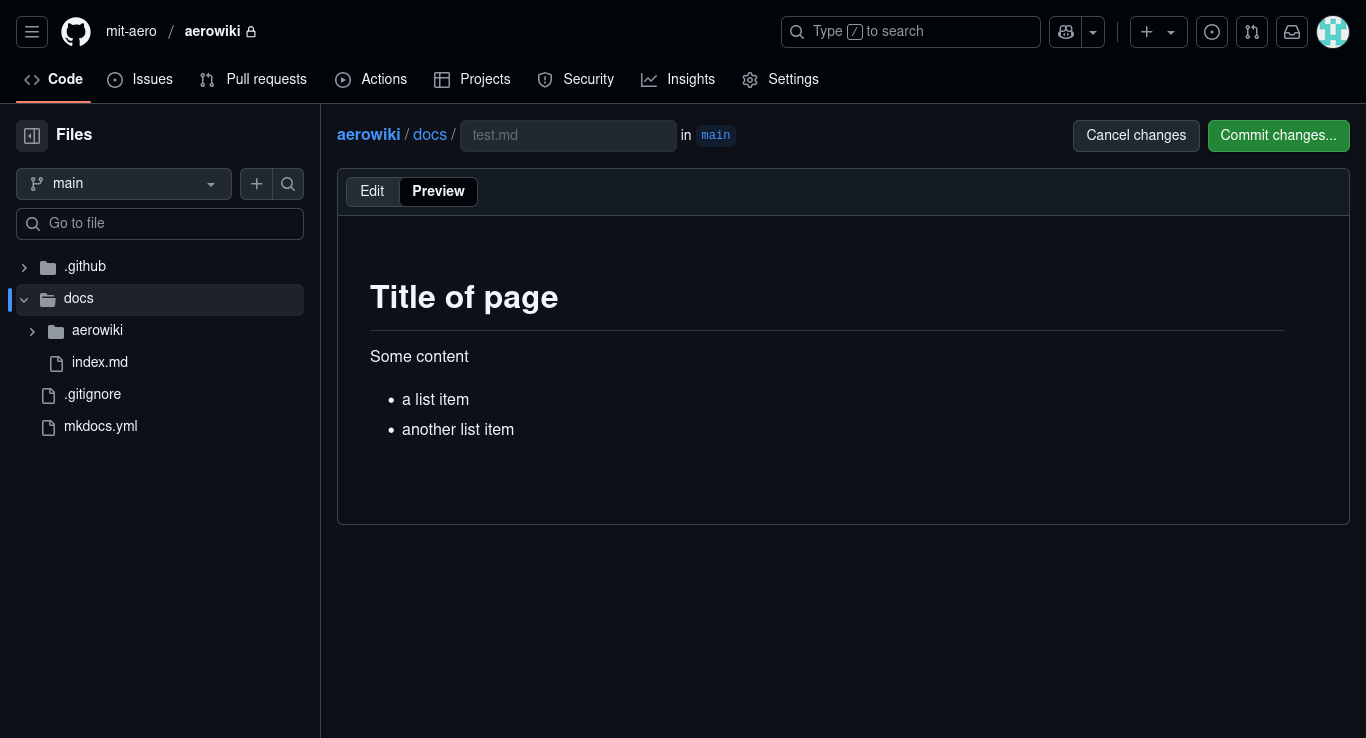 mit-aero / aerowiki
Type / to search
Code Issues Pull requests Actions Projects Security Insights Settings
Files
main
Go to file
.github
docs
aerowiki
index.md
.gitignore
mkdocs.yml
aerowiki / docs / test.md in main
Cancel changes Commit changes...
Edit Preview
Title of page
Some content
• a list item
• another list item